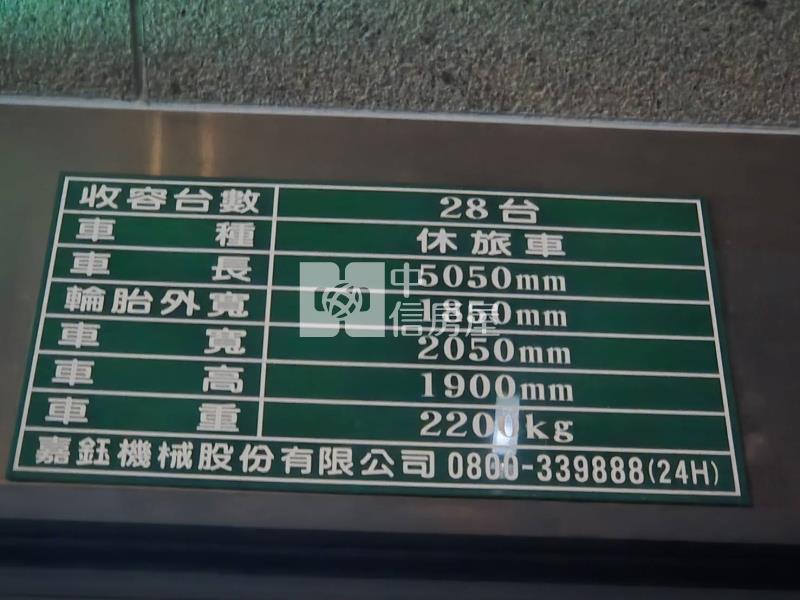 收容台數 28台
車種 休旅車
車長 5050mm
輪胎外寬 1850mm
車寬 2050mm
車高 1900mm
車重 2200kg
嘉鈺機械股份有限公司 0800-339888(24H)
中信房屋